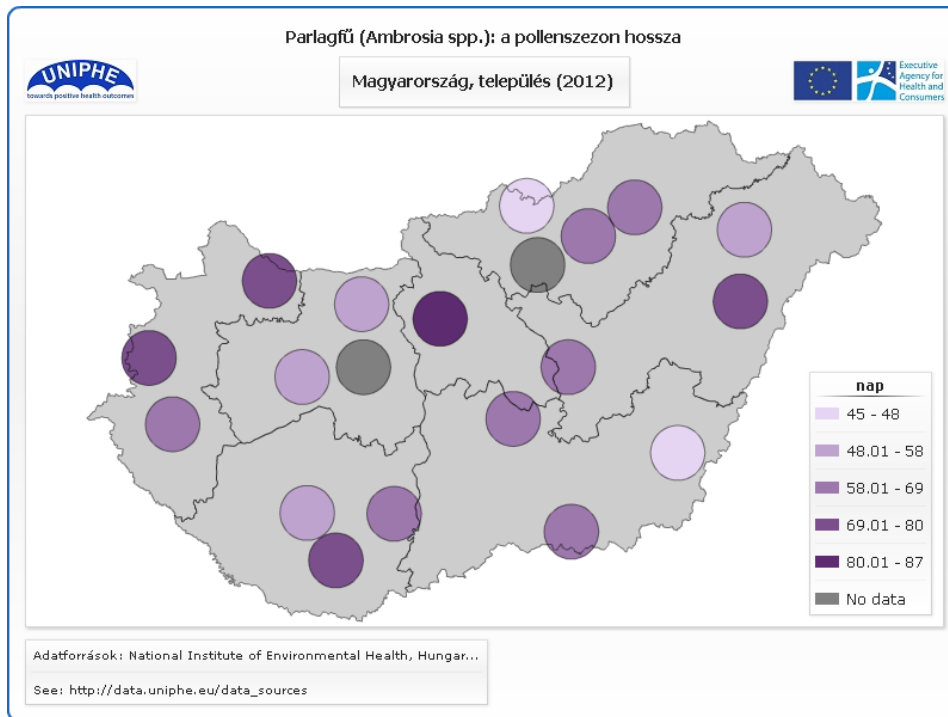 Parlagfű (Ambrosia spp.): a pollenszezon hossza
UNIPHE
towards positive health outcomes
Magyarország, település (2012)
Executive
Agency for
Health and
Consumers
nap
45 - 48
48.01 - 58
58.01 - 69
69.01 - 80
80.01 - 87
No data
Adatforrások: National Institute of Environmental Health, Hungar...
See: http://data.uniphe.eu/data_sources